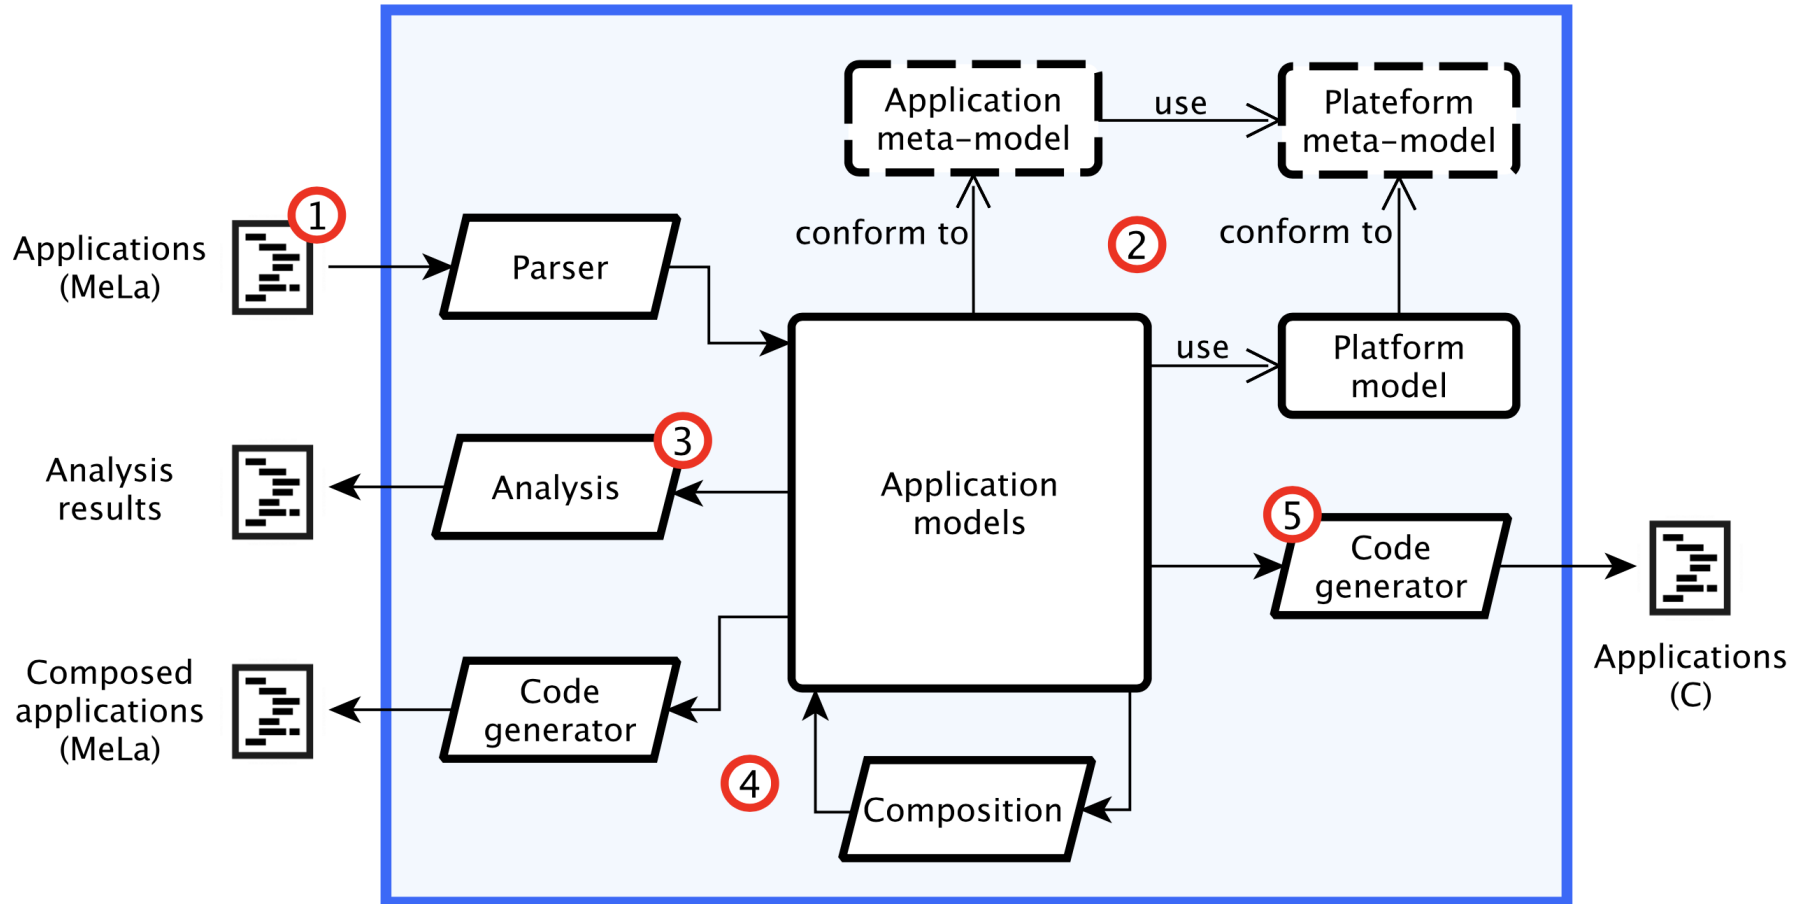 Application
meta-model
use
Plateform
meta-model
1
Applications
(MeLa)
Parser
conform to
2
conform to
use
Platform
model
3
Analysis
results
Analysis
Application
models
5
Code
generator
Applications
(C)
Composed
applications
(MeLa)
Code
generator
4
Composition